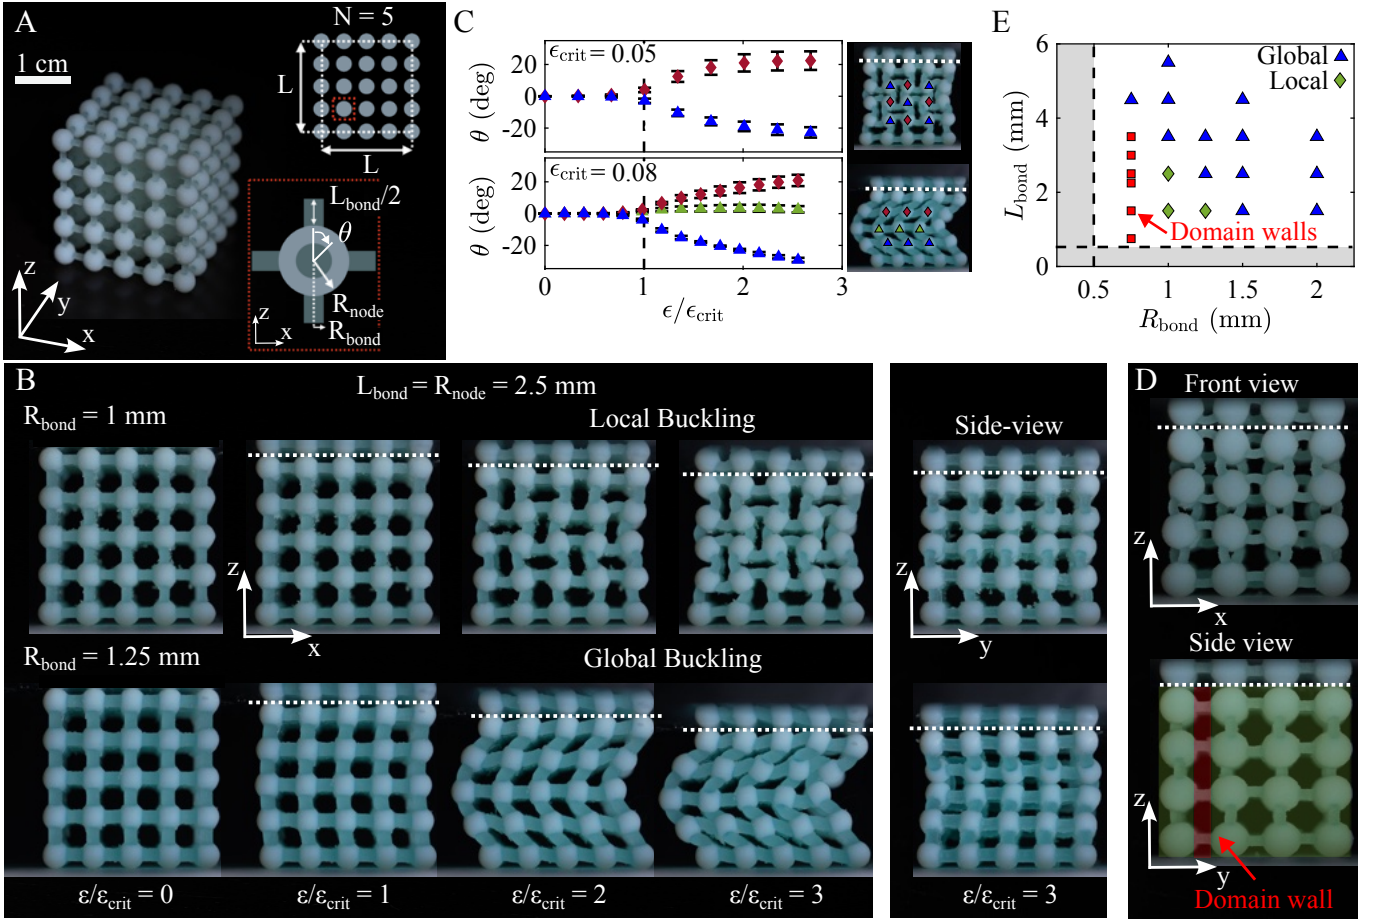 A
N = 5
1 cm
L
L
L_bond/2
θ
R_node
R_bond
z
x
z
y
x
C
ϵ_crit = 0.05
θ (deg)
20
0
-20
ϵ_crit = 0.08
θ (deg)
20
0
-20
0
1
2
3
ϵ/ϵ_crit
E
Global
Local
Domain walls
L_bond (mm)
6
4
2
0
0.5
1
1.5
2
R_bond (mm)
B
L_bond = R_node = 2.5 mm
R_bond = 1 mm
Local Buckling
Side-view
z
x
z
y
R_bond = 1.25 mm
Global Buckling
ε/ε_crit = 0
ε/ε_crit = 1
ε/ε_crit = 2
ε/ε_crit = 3
ε/ε_crit = 3
D
Front view
z
x
Side view
z
y
Domain wall